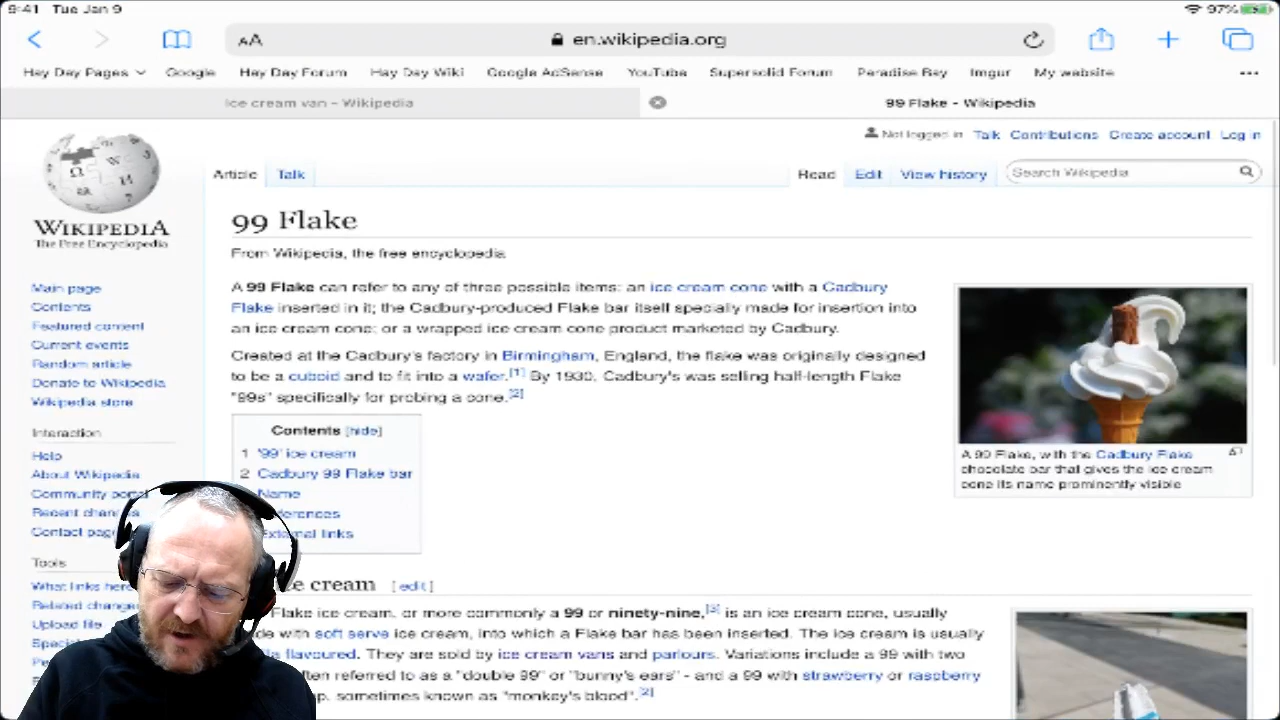 9:41 Tue Jan 9
97%
AA
en.wikipedia.org
Hay Day Pages
Google
Hay Day Forum
Hay Day Wiki
Google AdSense
YouTube
Supersolid Forum
Paradise Bay
Imgur
My website
Ice cream van - Wikipedia
99 Flake - Wikipedia
Not logged in Talk Contributions Create account Log in
Article Talk
Read Edit View history
Search Wikipedia
WIKIPEDIA
The Free Encyclopedia
Main page
Contents
Featured content
Current events
Random article
Donate to Wikipedia
Wikipedia store
Interaction
Help
About Wikipedia
Community
Recent
Contact
Tools
What links here
Related
Upload file
99 Flake
From Wikipedia, the free encyclopedia
A 99 Flake can refer to any of three possible items: an ice cream cone with a Cadbury
Flake inserted in it; the Cadbury-produced Flake bar itself specially made for insertion into
an ice cream cone; or a wrapped ice cream cone product marketed by Cadbury.
Created at the Cadbury's factory in Birmingham, England, the flake was originally designed
to be a cuboid and to fit into a wafer.[1] By 1930, Cadbury's was selling half-length Flake
"99s" specifically for probing a cone.[2]
Contents [hide]
1 '99' ice cream
2 Cadbury 99 Flake bar
Name
links
cream [edit]
Flake ice cream, or more commonly a 99 or ninety-nine,[3] is an ice cream cone, usually
with soft serve ice cream, into which a Flake bar has been inserted. The ice cream is usually
flavoured. They are sold by ice cream vans and parlours. Variations include a 99 with two
referred to as a "double 99" or "bunny's ears" - and a 99 with strawberry or raspberry
sometimes known as "monkey's blood".[2]
A 99 Flake, with the Cadbury Flake
chocolate bar that gives the ice cream
cone its name prominently visible